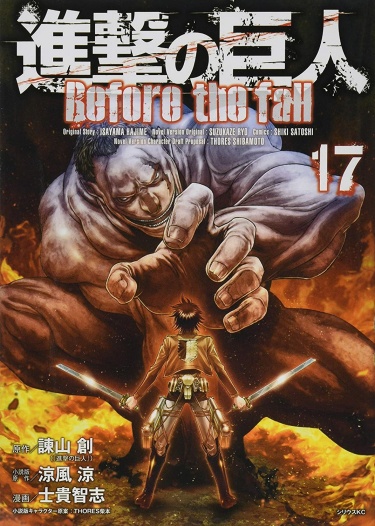 進撃の巨人
Before the fall
Original Story : ISAYAMA HAJIME Novel Version Original : SUZUKAZE RYO Comics : SHIKI SATOSHI
Novel Version Character Draft Proposal : THORES SHIBAMOTO
17
原作 諫山 創
(『進撃の巨人』)
小説版原作 涼風 涼
漫画 士貴智志
小説版キャラクター原案:THORES柴本
シリウスKC